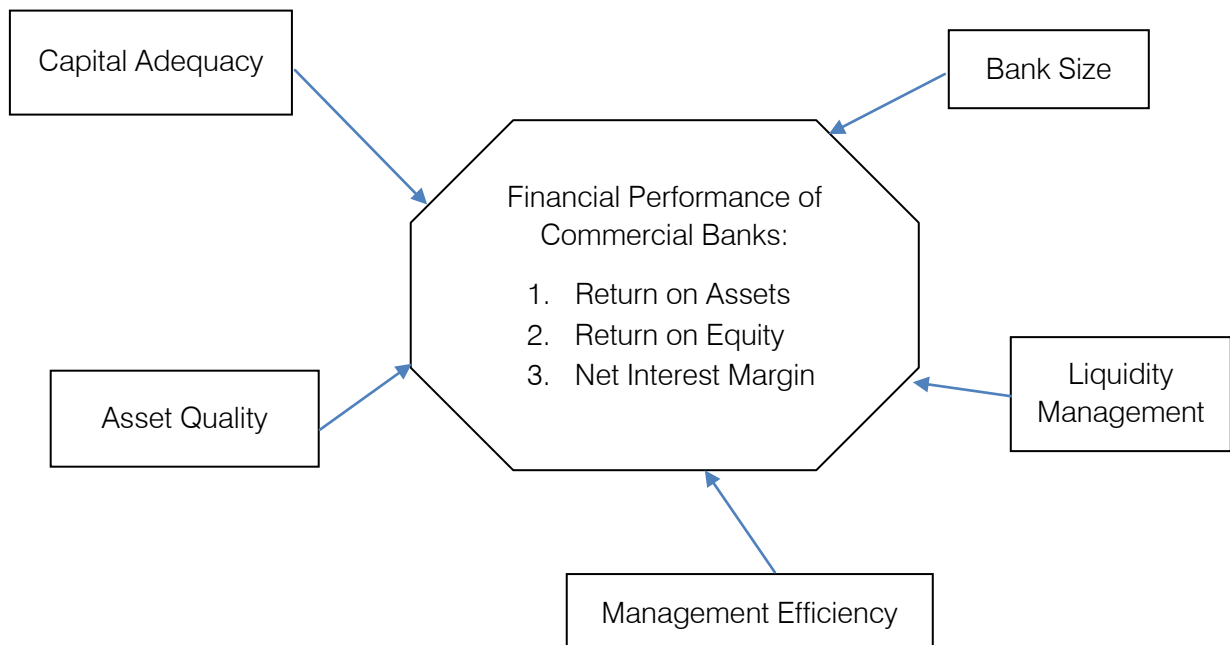 Capital Adequacy
Bank Size
Financial Performance of
Commercial Banks:
1. Return on Assets
2. Return on Equity
3. Net Interest Margin
Liquidity
Management
Asset Quality
Management Efficiency